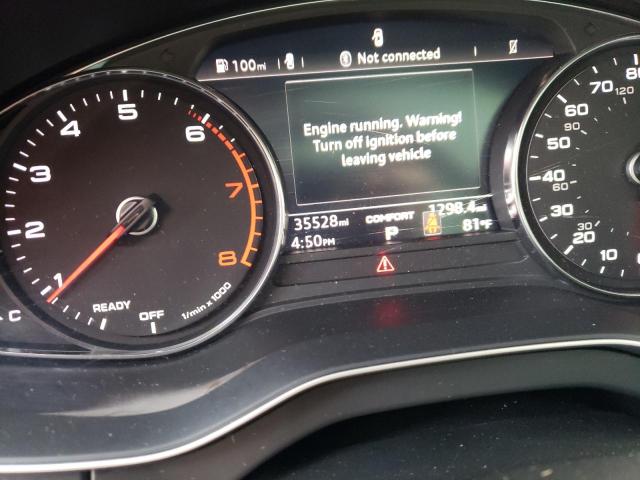 100mi
Not connected
Engine running. Warning!
Turn off ignition before
leaving vehicle
35528mi
COMFORT
1298.4mi
4:50PM
P
81°F
1
2
3
4
5
6
7
8
READY
OFF
1/min x 1000
C
10
20
30
30
40
60
50
60
90
70
120
80